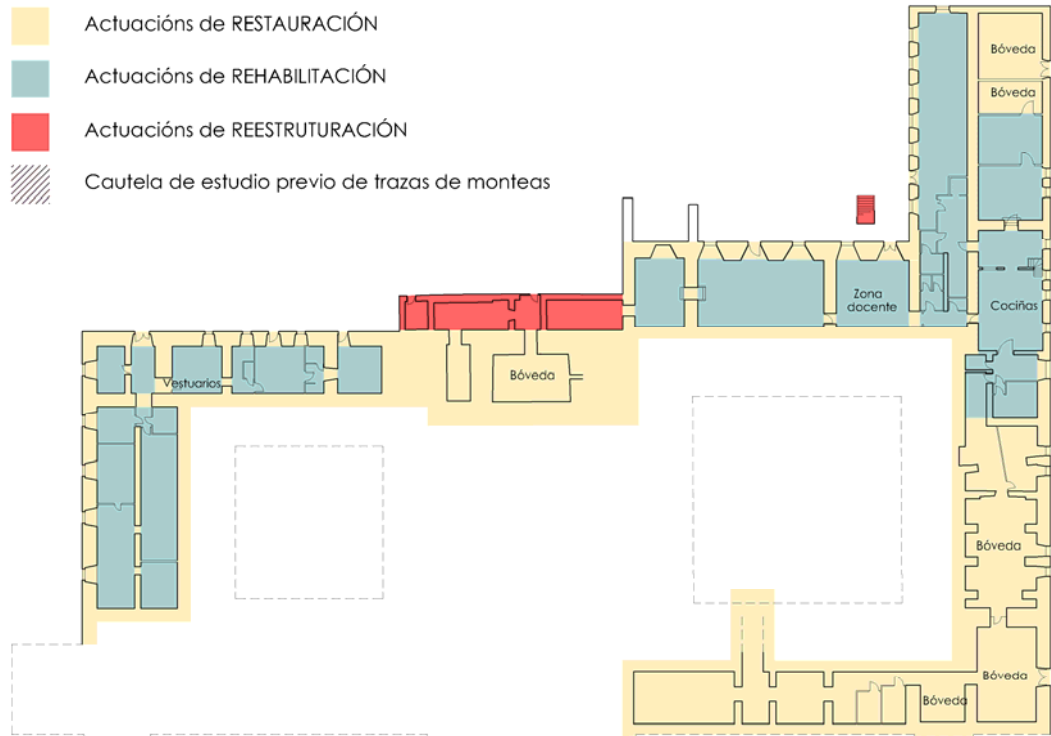 Actuacións de RESTAURACIÓN
Actuacións de REHABILITACIÓN
Actuacións de REESTRUTURACIÓN
Cautela de estudio previo de trazas de monteas
Bóveda
Bóveda
Zona
docente
Cociñas
Vestuarios
Bóveda
Bóveda
Bóveda
Bóveda